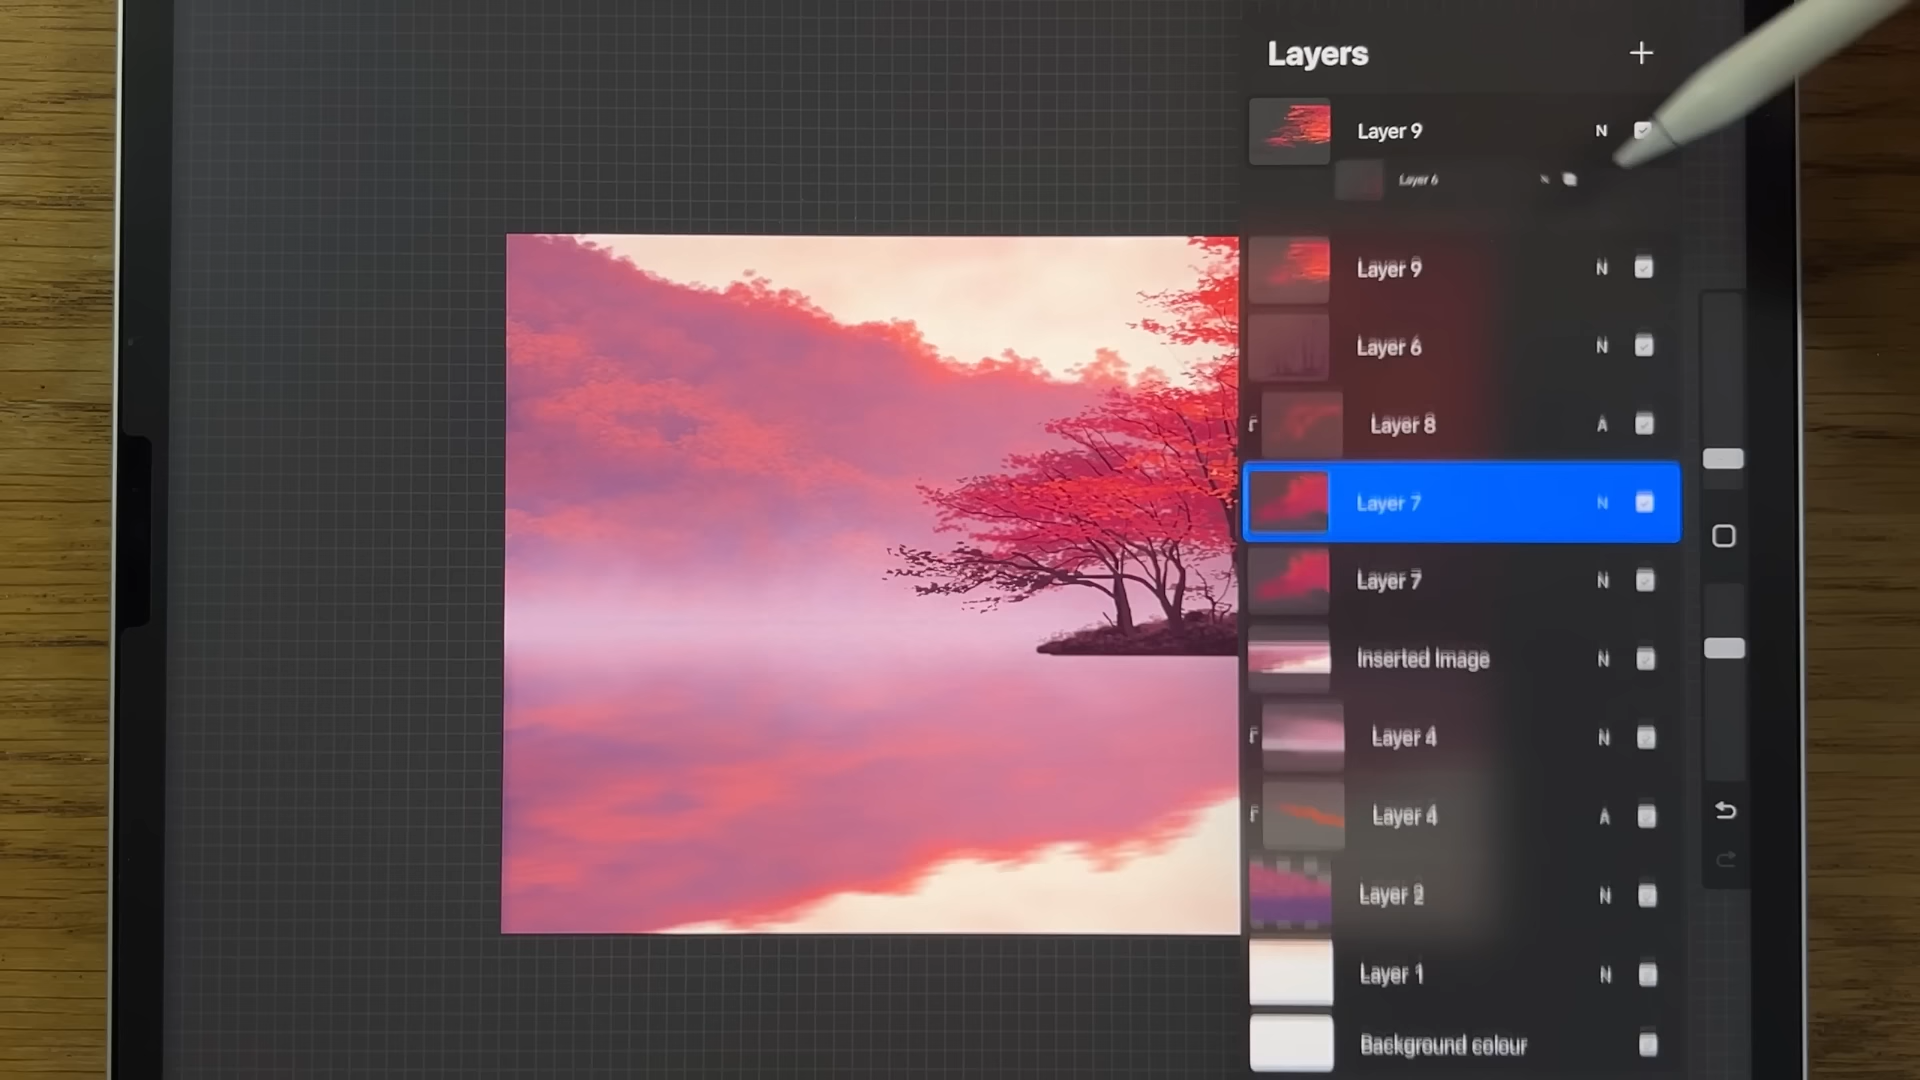 Layers
Layer 9 N
Layer 6 N
Layer 9 N
Layer 6 N
Layer 8 A
Layer 7 N
Layer 7 N
Inserted Image N
Layer 4 N
Layer 4 A
Layer 2 N
Layer 1 N
Background colour